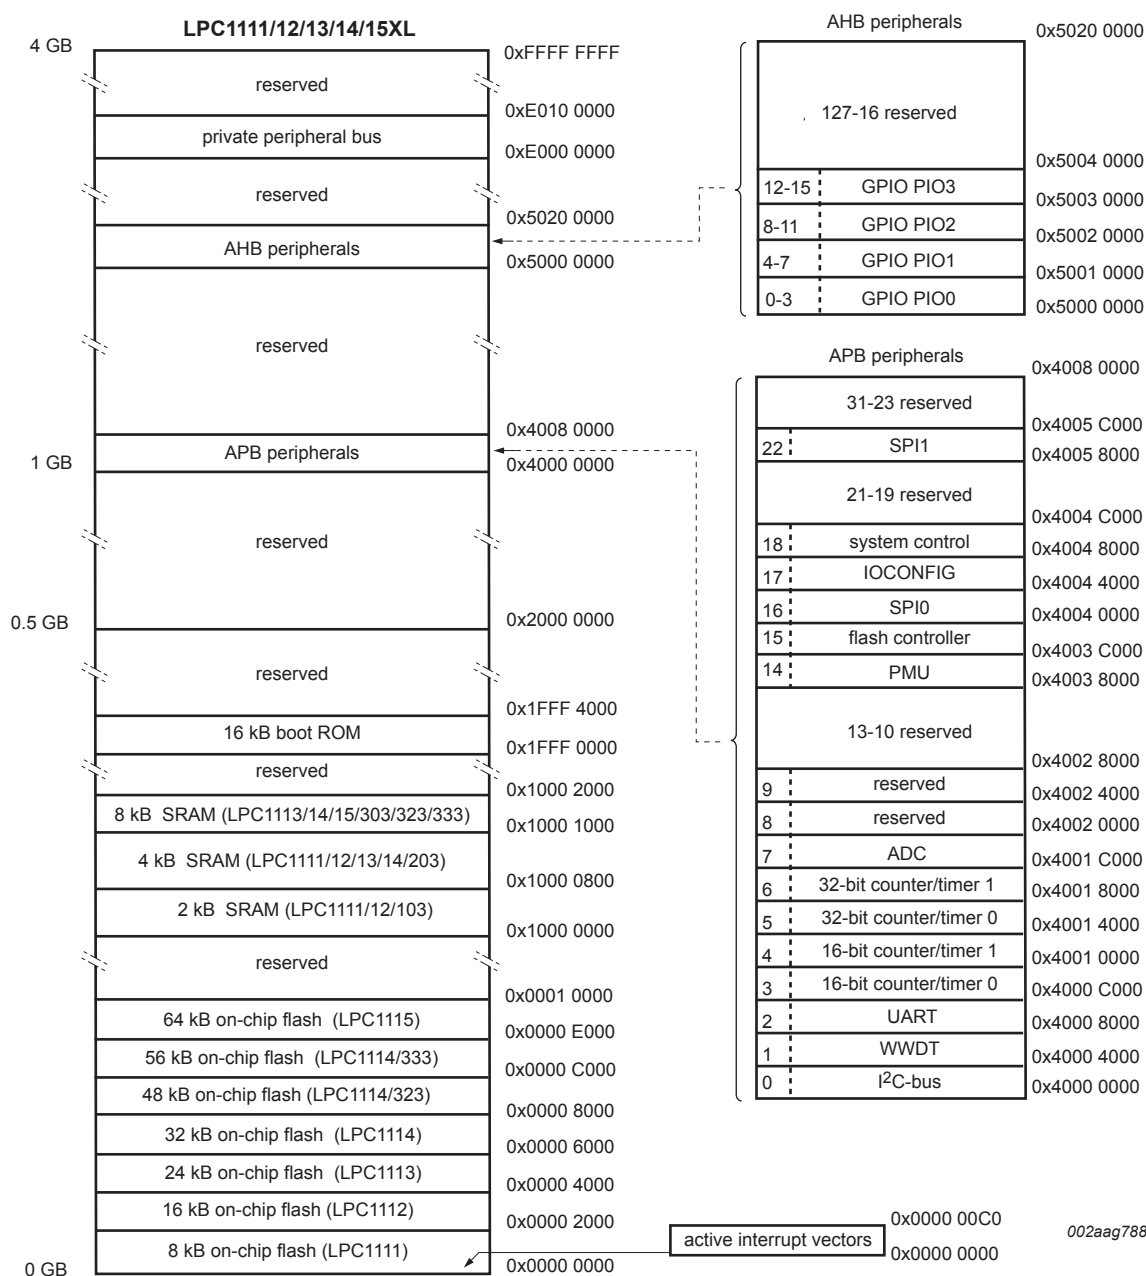 LPC1111/12/13/14/15XL
4 GB
0xFFFF FFFF
reserved
0xE010 0000
private peripheral bus
0xE000 0000
reserved
0x5020 0000
AHB peripherals
0x5000 0000
reserved
0x4008 0000
APB peripherals
1 GB
0x4000 0000
reserved
0.5 GB
0x2000 0000
reserved
0x1FFF 4000
16 kB boot ROM
0x1FFF 0000
reserved
0x1000 2000
8 kB SRAM (LPC1113/14/15/303/323/333)
0x1000 1000
4 kB SRAM (LPC1111/12/13/14/203)
0x1000 0800
2 kB SRAM (LPC1111/12/103)
0x1000 0000
reserved
0x0001 0000
64 kB on-chip flash (LPC1115)
0x0000 E000
56 kB on-chip flash (LPC1114/333)
0x0000 C000
48 kB on-chip flash (LPC1114/323)
0x0000 8000
32 kB on-chip flash (LPC1114)
0x0000 6000
24 kB on-chip flash (LPC1113)
0x0000 4000
16 kB on-chip flash (LPC1112)
0x0000 2000
8 kB on-chip flash (LPC1111)
0x0000 0000
0 GB
AHB peripherals
0x5020 0000
127-16 reserved
0x5004 0000
12-15 GPIO PIO3
0x5003 0000
8-11 GPIO PIO2
0x5002 0000
4-7 GPIO PIO1
0x5001 0000
0-3 GPIO PIO0
0x5000 0000
APB peripherals
0x4008 0000
31-23 reserved
0x4005 C000
22 SPI1
0x4005 8000
21-19 reserved
0x4004 C000
18 system control
0x4004 8000
17 IOCONFIG
0x4004 4000
16 SPI0
0x4004 0000
15 flash controller
0x4003 C000
14 PMU
0x4003 8000
13-10 reserved
0x4002 8000
9 reserved
0x4002 4000
8 reserved
0x4002 0000
7 ADC
0x4001 C000
6 32-bit counter/timer 1
0x4001 8000
5 32-bit counter/timer 0
0x4001 4000
4 16-bit counter/timer 1
0x4001 0000
3 16-bit counter/timer 0
0x4000 C000
2 UART
0x4000 8000
1 WWDT
0x4000 4000
0 I2C-bus
0x4000 0000
0x0000 00C0
active interrupt vectors
0x0000 0000
002aag788